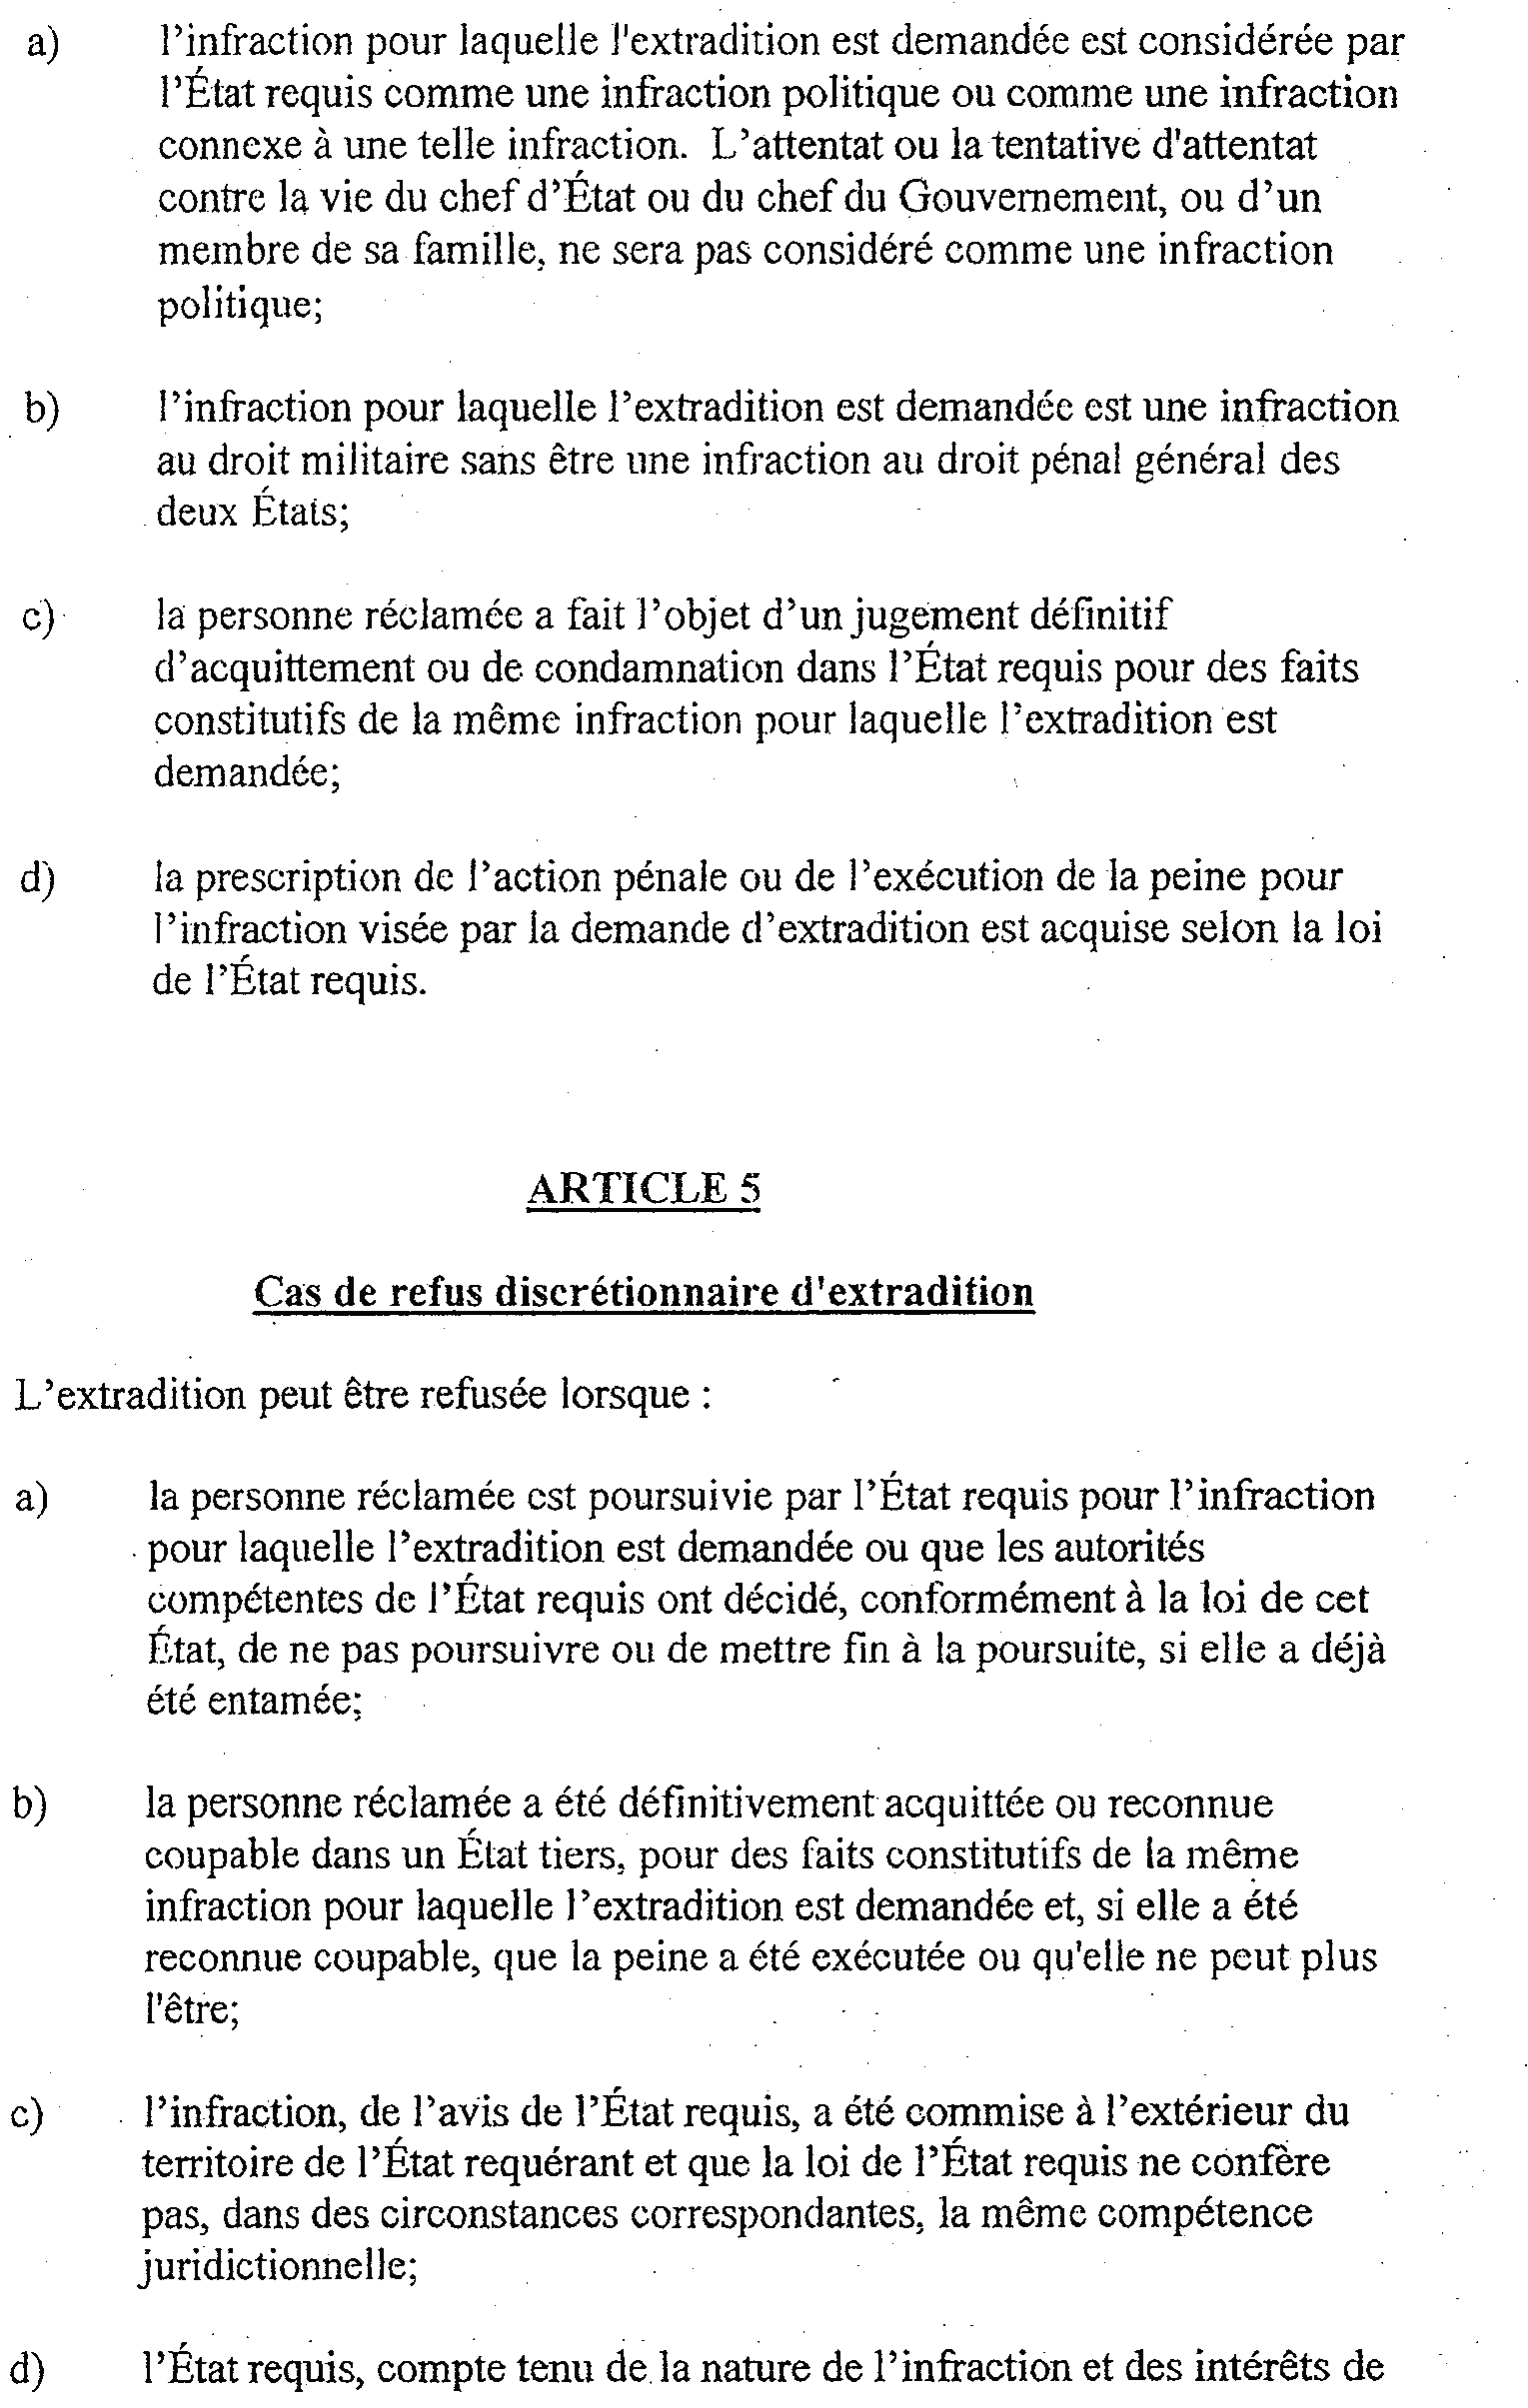 a) l'infraction pour laquelle l'extradition est demandée est considérée par
l'État requis comme une infraction politique ou comme une infraction
connexe à une telle infraction. L'attentat ou la tentative d'attentat
contre la vie du chef d'État ou du chef du Gouvernement, ou d'un
membre de sa famille, ne sera pas considéré comme une infraction
politique;
b) l'infraction pour laquelle l'extradition est demandée est une infraction
au droit militaire sans être une infraction au droit pénal général des
deux États;
c) la personne réclamée a fait l'objet d'un jugement définitif
d'acquittement ou de condamnation dans l'État requis pour des faits
constitutifs de la même infraction pour laquelle l'extradition est
demandée;
d) la prescription de l'action pénale ou de l'exécution de la peine pour
l'infraction visée par la demande d'extradition est acquise selon la loi
de l'État requis.
ARTICLE 5
Cas de refus discrétionnaire d'extradition
L'extradition peut être refusée lorsque :
a) la personne réclamée est poursuivie par l'État requis pour l'infraction
pour laquelle l'extradition est demandée ou que les autorités
compétentes de l'État requis ont décidé, conformément à la loi de cet
État, de ne pas poursuivre ou de mettre fin à la poursuite, si elle a déjà
été entamée;
b) la personne réclamée a été définitivement acquittée ou reconnue
coupable dans un État tiers, pour des faits constitutifs de la même
infraction pour laquelle l'extradition est demandée et, si elle a été
reconnue coupable, que la peine a été exécutée ou qu'elle ne peut plus
l'être;
c) l'infraction, de l'avis de l'État requis, a été commise à l'extérieur du
territoire de l'État requérant et que la loi de l'État requis ne confère
pas, dans des circonstances correspondantes, la même compétence
juridictionnelle;
d) l'État requis, compte tenu de la nature de l'infraction et des intérêts de